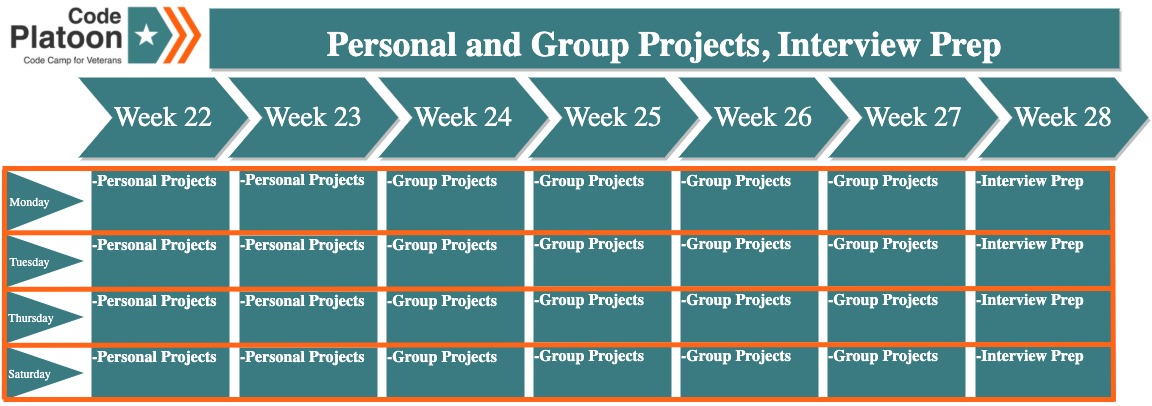 Code
Platoon
Code Camp for Veterans
Personal and Group Projects, Interview Prep
Week 22 Week 23 Week 24 Week 25 Week 26 Week 27 Week 28
Monday -Personal Projects -Personal Projects -Group Projects -Group Projects -Group Projects -Group Projects -Interview Prep
Tuesday -Personal Projects -Personal Projects -Group Projects -Group Projects -Group Projects -Group Projects -Interview Prep
Thursday -Personal Projects -Personal Projects -Group Projects -Group Projects -Group Projects -Group Projects -Interview Prep
Saturday -Personal Projects -Personal Projects -Group Projects -Group Projects -Group Projects -Group Projects -Interview Prep